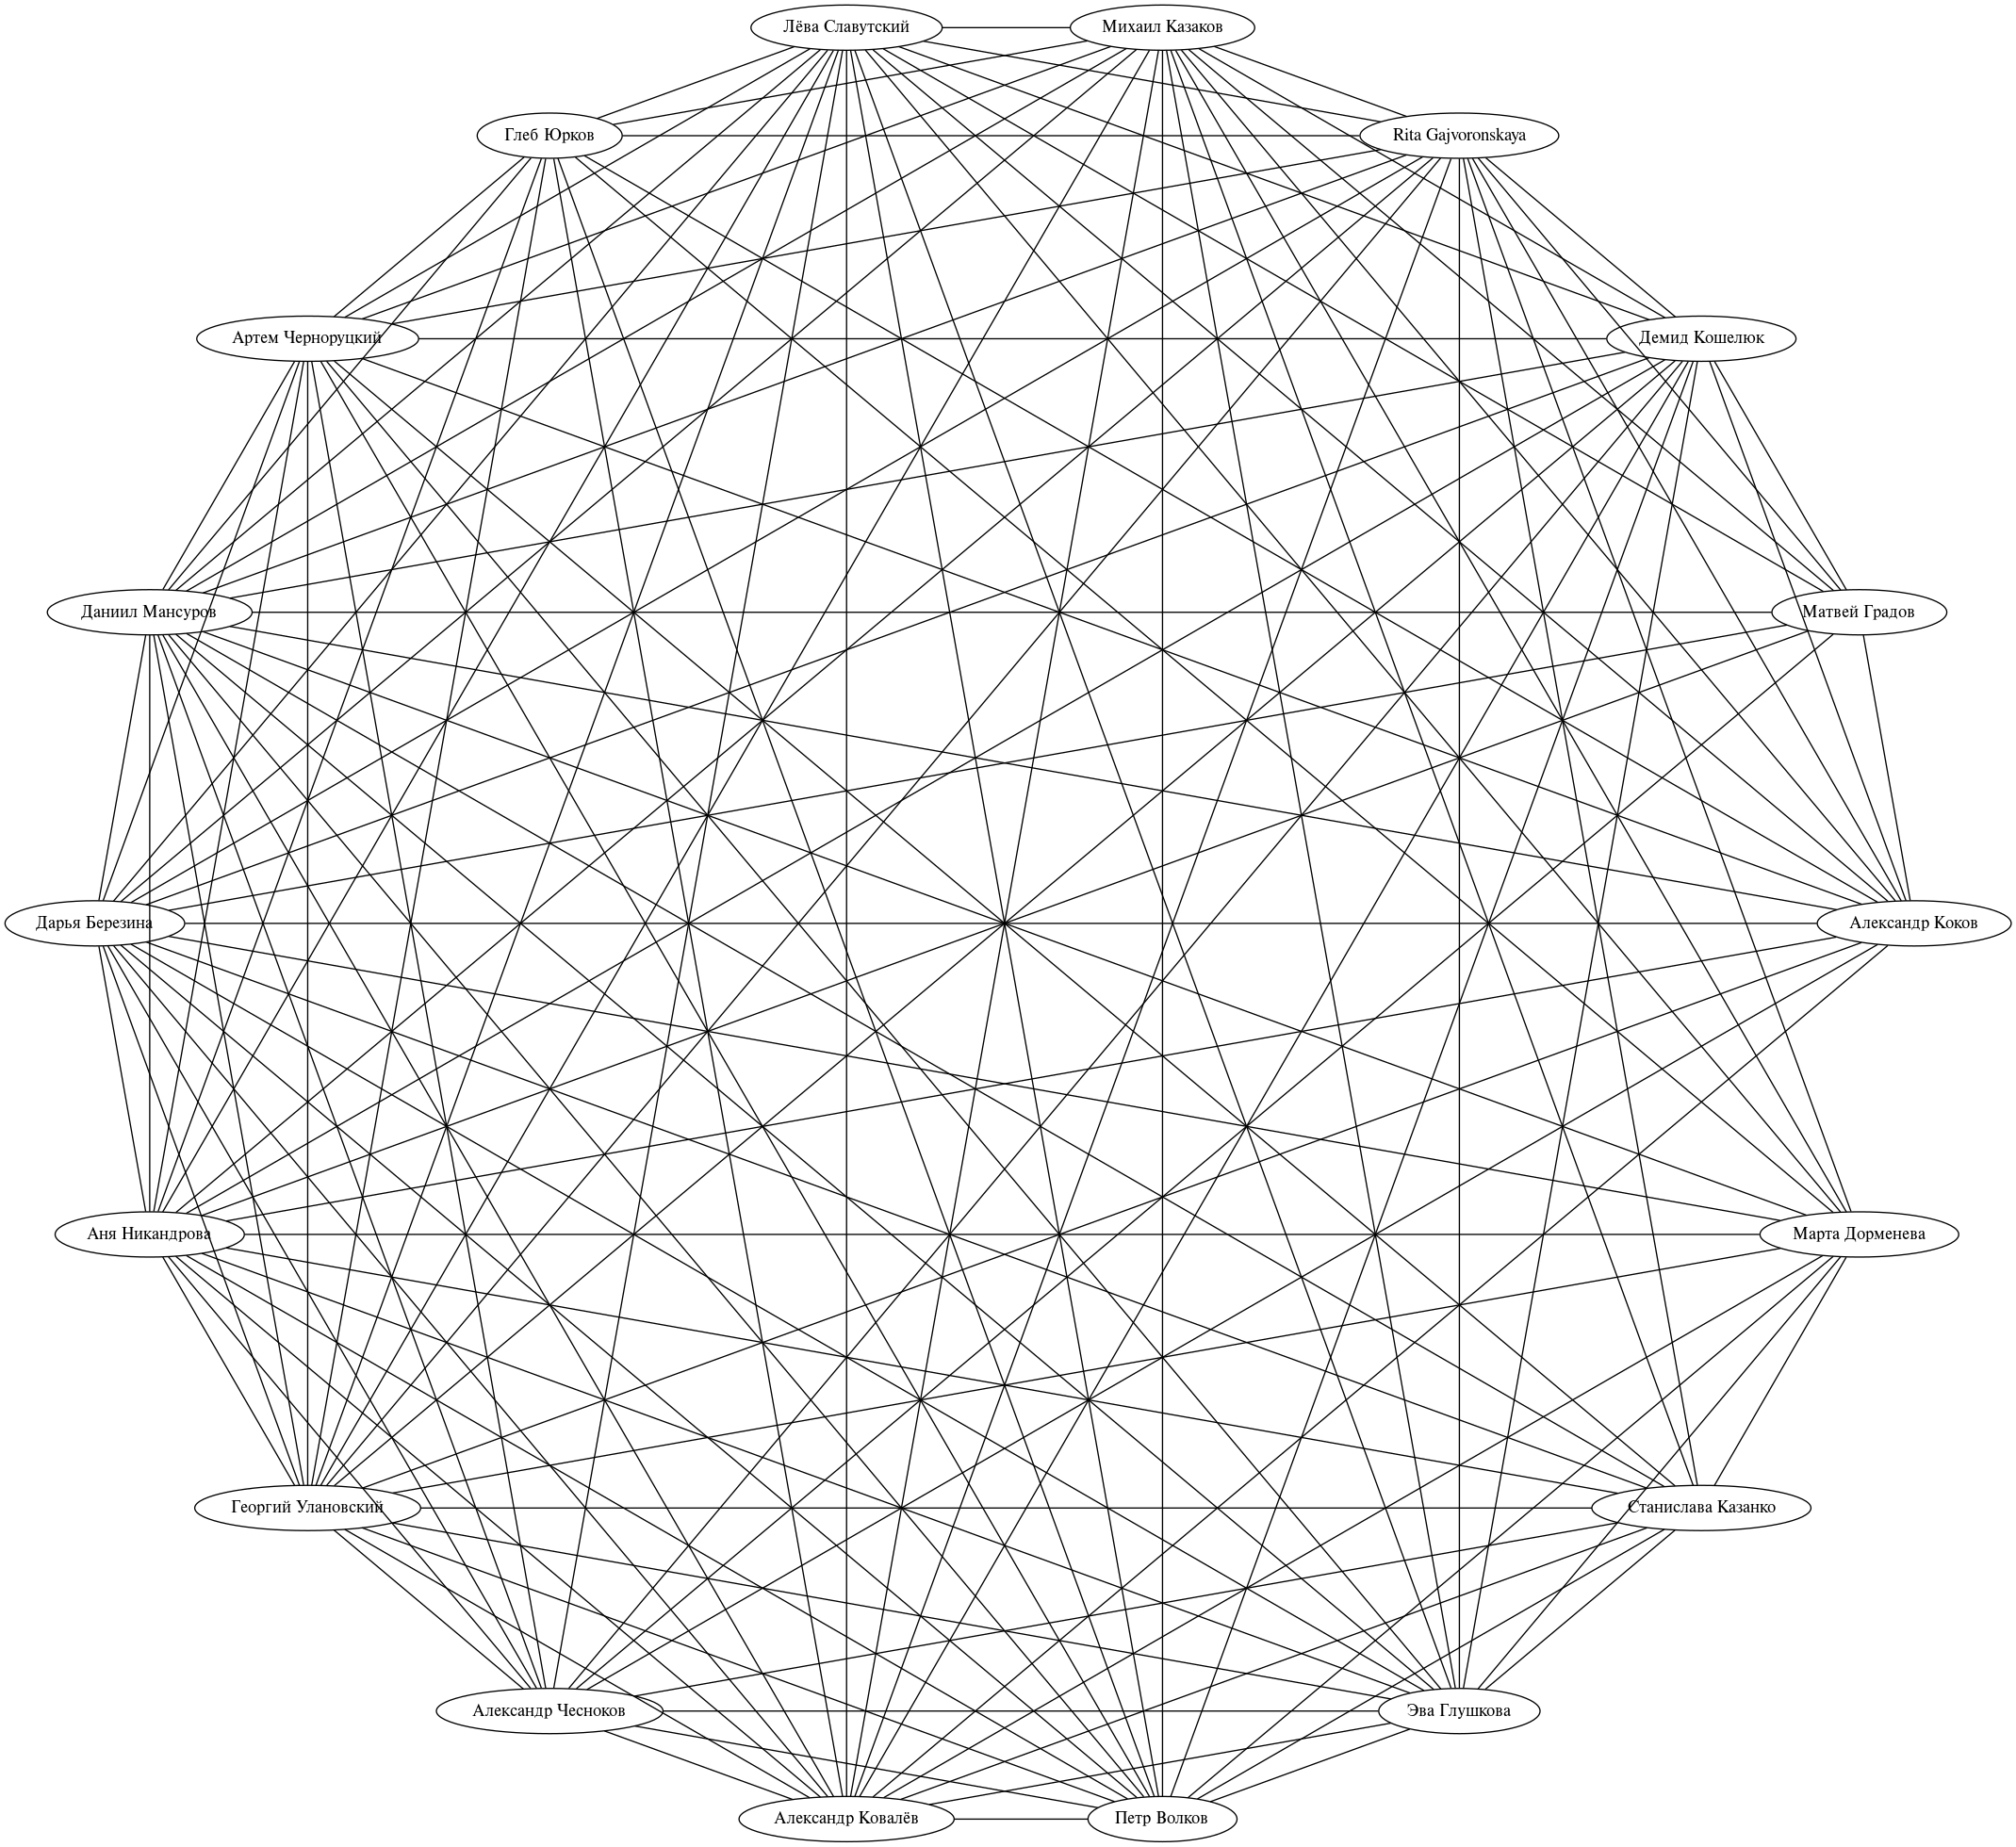 Лёва Славутский
Михаил Казаков
Глеб Юрков
Rita Gajvoronskaya
Артем Черноруцкий
Демид Кошелюк
Даниил Мансуров
Матвей Градов
Дарья Березина
Александр Коков
Аня Никандрова
Марта Дорменева
Георгий Улановский
Станислава Казанко
Александр Чесноков
Эва Глушкова
Александр Ковалёв
Петр Волков